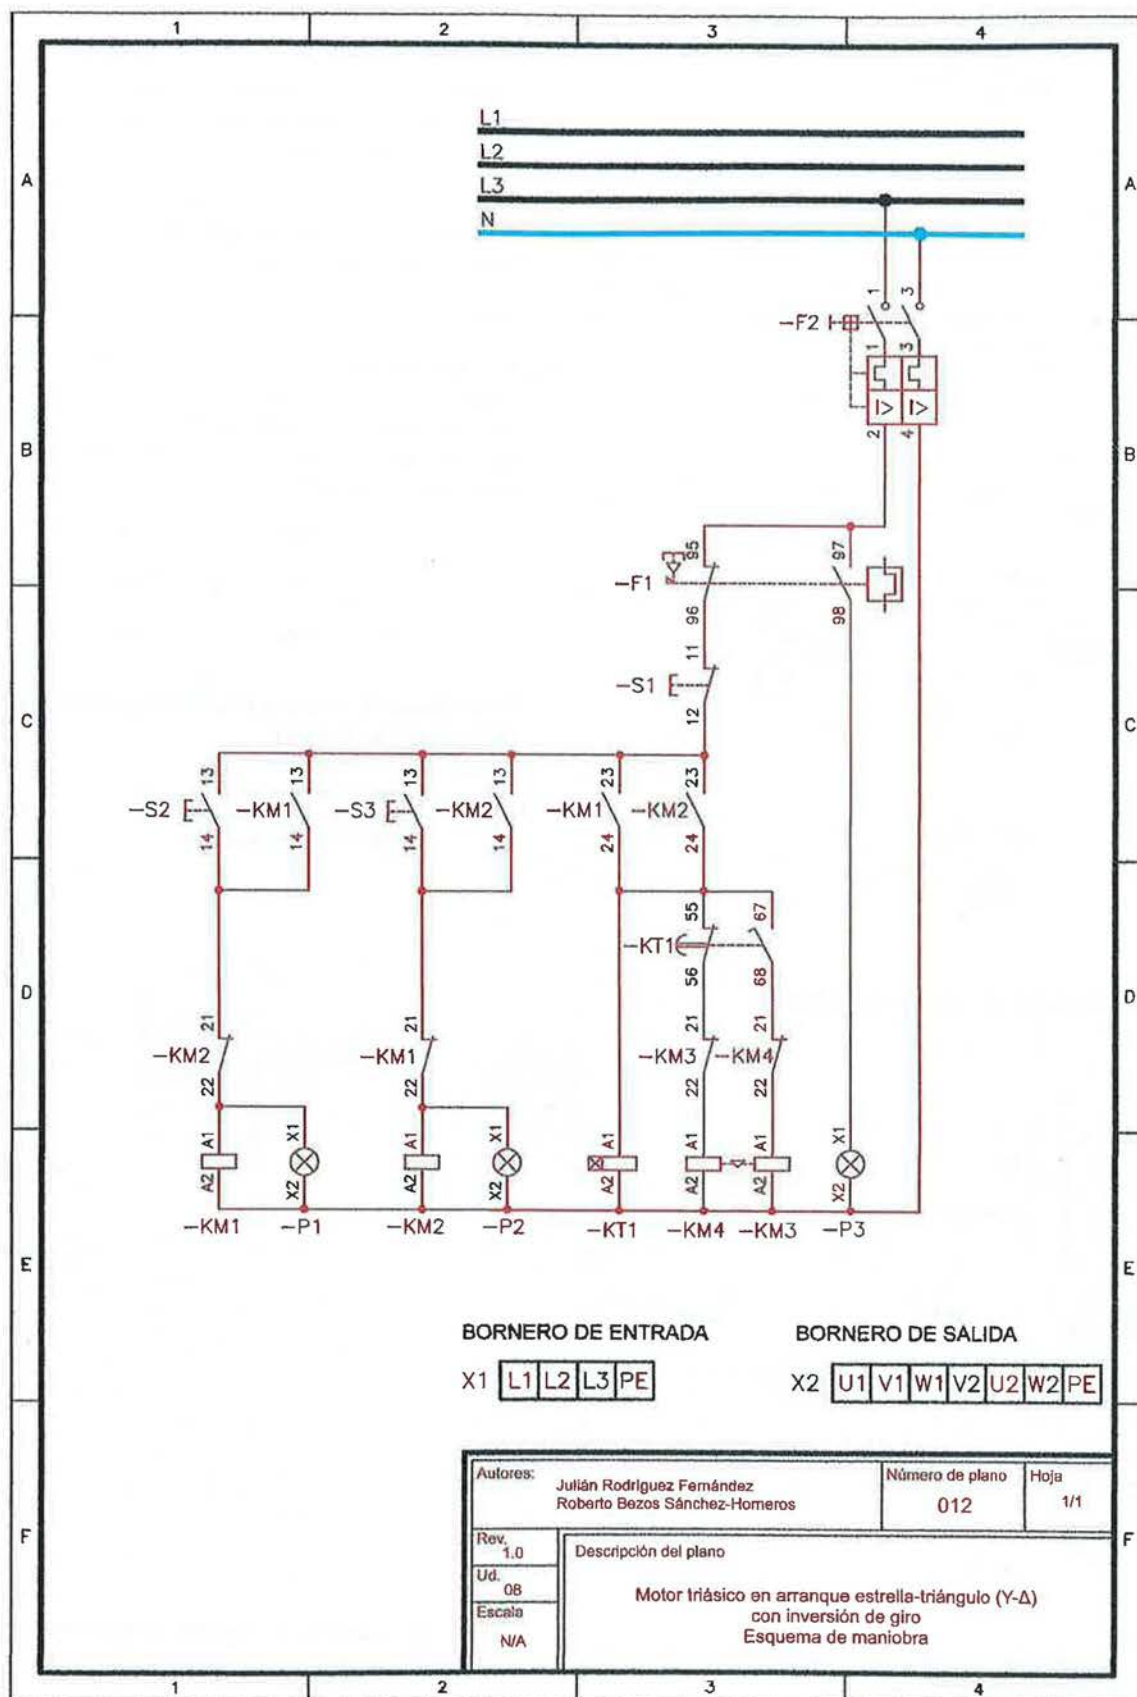 1 2 3 4
A A
B B
C C
D D
E E
F F
L1
L2
L3
N
1 3
-F2
1 3
I> I>
2 4
95 97
-F1
96 98
11
-S1
12
13 13 13 13 23 23
-S2 -KM1 -S3 -KM2 -KM1 -KM2
14 14 14 14 24 24
55 67
-KT1
56 68
21 21 21 21
-KM2 -KM1 -KM3 -KM4
22 22 22 22
A1 X1 A1 X1 A1 A1 A1 X1
A2 X2 A2 X2 A2 A2 A2 X2
-KM1 -P1 -KM2 -P2 -KT1 -KM4 -KM3 -P3
BORNERO DE ENTRADA
X1 L1 L2 L3 PE
BORNERO DE SALIDA
X2 U1 V1 W1 V2 U2 W2 PE
Autores:
Julián Rodríguez Fernández
Roberto Bezos Sánchez-Horneros
Número de plano
012
Hoja
1/1
Rev.
1.0
Ud.
08
Escala
N/A
Descripción del plano
Motor trifásico en arranque estrella-triángulo (Y-Δ)
con inversión de giro
Esquema de maniobra
1 2 3 4